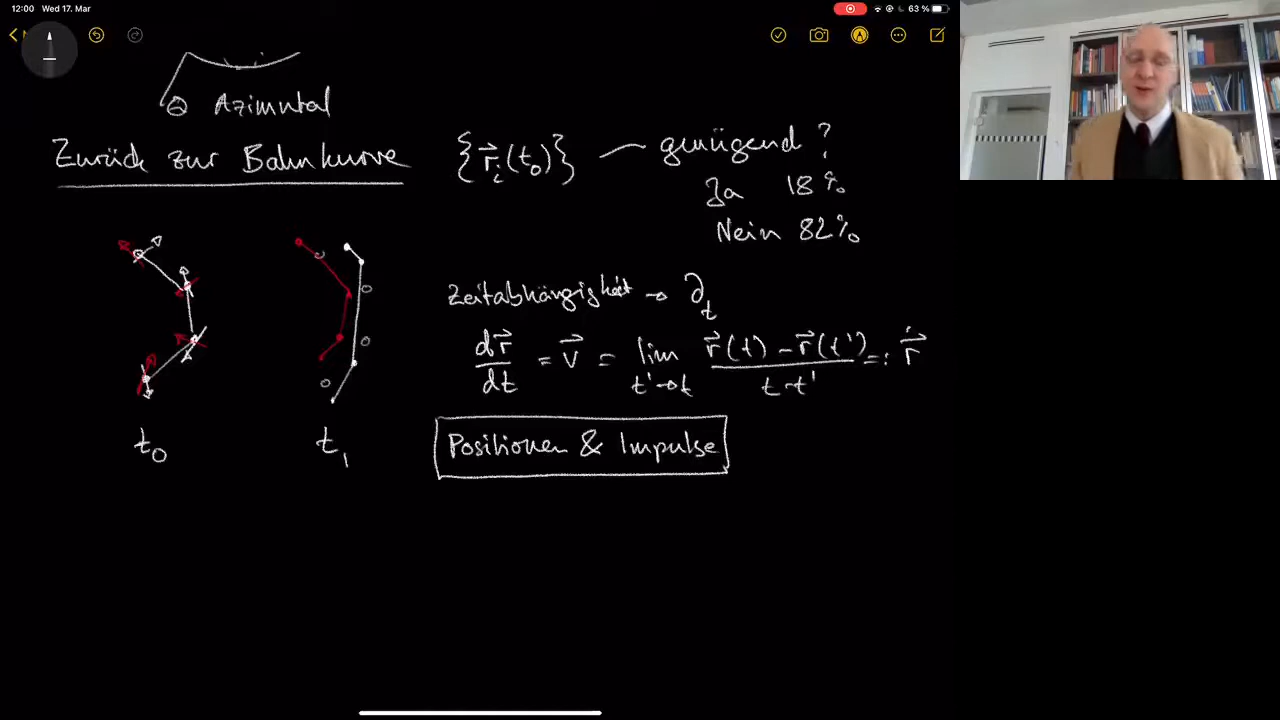 12:00 Wed 17. Mar
63 %
Azimutal
Zurück zur Bahnkurve
{r⃗ᵢ(t₀)} — genügend?
Ja 18%
Nein 82%
Zeitabhängigkeit → ∂ₜ
dr⃗/dt = v⃗ = lim t'→t (r⃗(t) - r⃗(t'))/(t-t') =: ṙ⃗
Positionen & Impulse
t₀ t₁